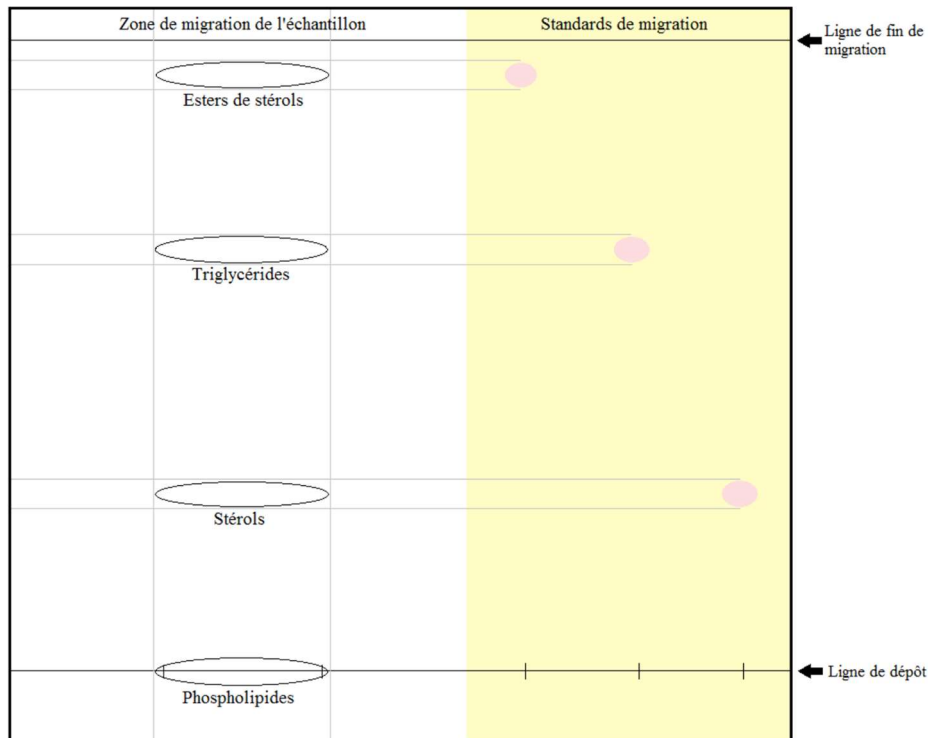 Zone de migration de l'échantillon
Standards de migration
Ligne de fin de
migration
Esters de stérols
Triglycérides
Stérols
Ligne de dépôt
Phospholipides